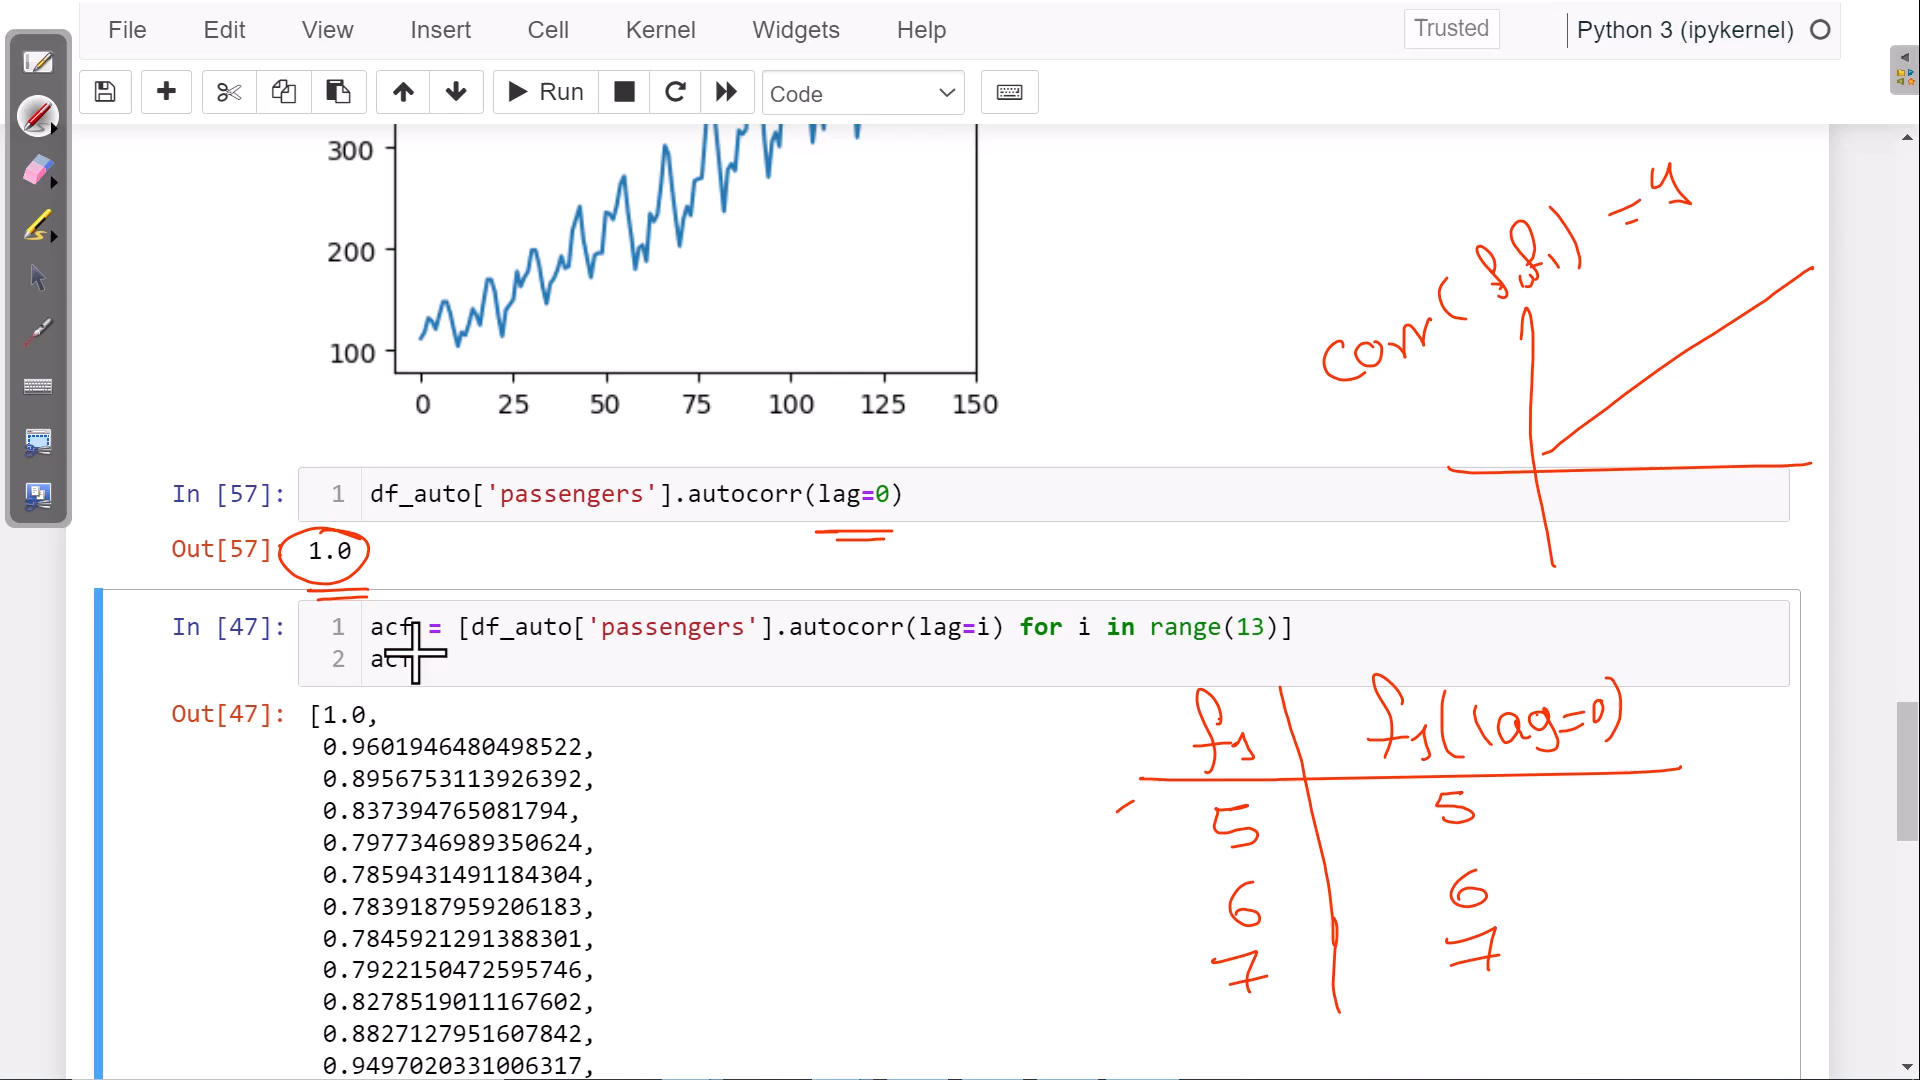 File Edit View Insert Cell Kernel Widgets Help Trusted Python 3 (ipykernel)
Run Code
300
200
100
0 25 50 75 100 125 150
corr(f1,f1) = 1
In [57]: 1 df_auto['passengers'].autocorr(lag=0)
Out[57]: 1.0
In [47]: 1 acf = [df_auto['passengers'].autocorr(lag=i) for i in range(13)]
2 acf
Out[47]: [1.0,
0.9601946480498522,
0.8956753113926392,
0.837394765081794,
0.7977346989350624,
0.7859431491184304,
0.7839187959206183,
0.7845921291388301,
0.7922150472595746,
0.8278519011167602,
0.8827127951607842,
0.9497020331006317,
f1 f1(lag=0)
5 5
6 6
7 7